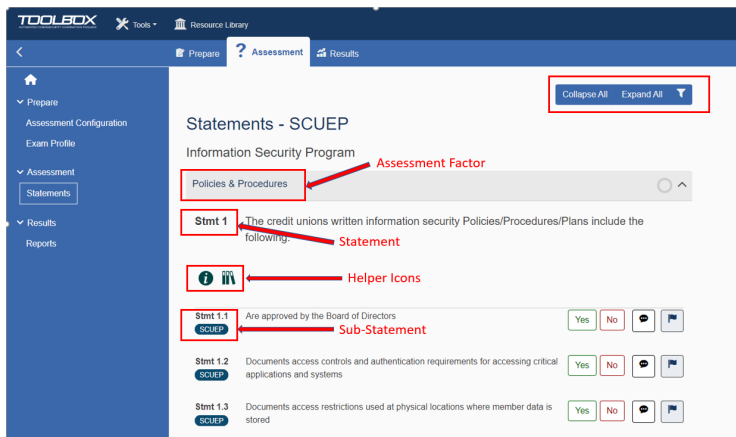 TOOLBOX
Tools
Resource Library
Prepare
Assessment
Results
Prepare
Assessment Configuration
Exam Profile
Assessment
Statements
Results
Reports
Collapse All Expand All
Statements - SCUEP
Information Security Program
Assessment Factor
Policies & Procedures
Stmt 1 The credit unions written information security Policies/Procedures/Plans include the
following:
Statement
Helper Icons
Stmt 1.1 Are approved by the Board of Directors
SCUEP
Yes No
Sub-Statement
Stmt 1.2 Documents access controls and authentication requirements for accessing critical
SCUEP applications and systems
Yes No
Stmt 1.3 Documents access restrictions used at physical locations where member data is
SCUEP stored
Yes No